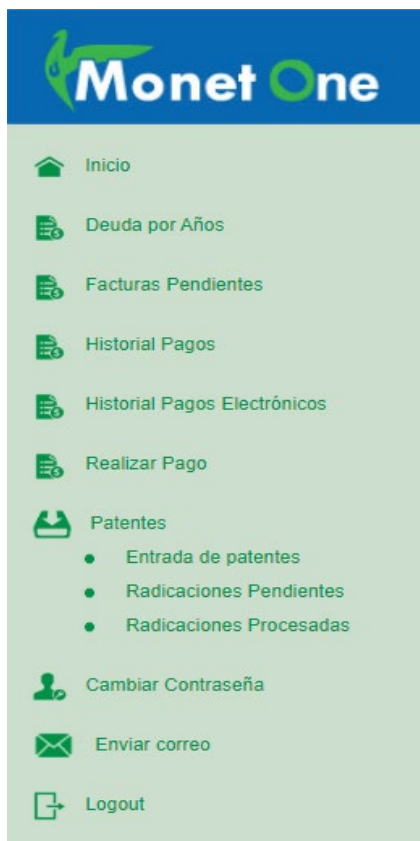 Monet One
Inicio
Deuda por Años
Facturas Pendientes
Historial Pagos
Historial Pagos Electrónicos
Realizar Pago
Patentes
Entrada de patentes
Radicaciones Pendientes
Radicaciones Procesadas
Cambiar Contraseña
Enviar correo
Logout